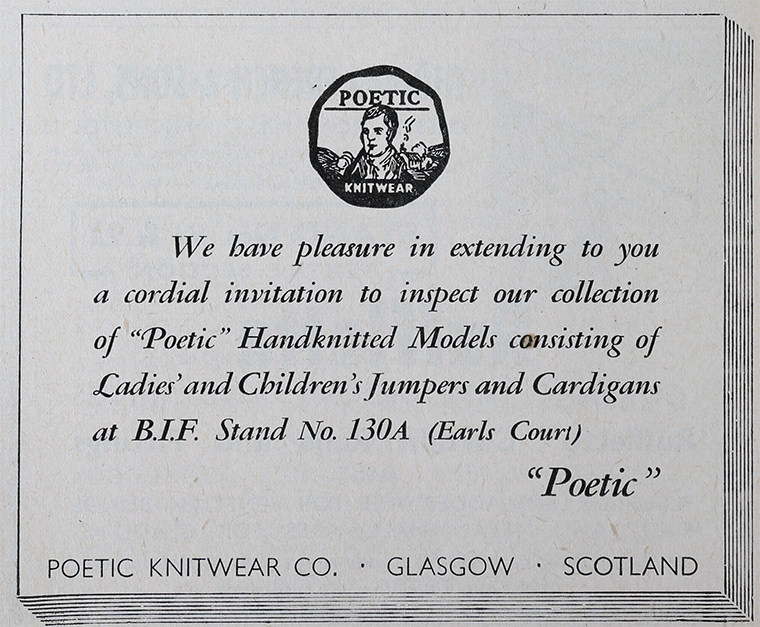 POETIC
KNITWEAR
We have pleasure in extending to you
a cordial invitation to inspect our collection
of “Poetic” Handknitted Models consisting of
Ladies' and Children's Jumpers and Cardigans
at B.I.F. Stand No. 130A (Earls Court)
“Poetic”
POETIC KNITWEAR CO. · GLASGOW · SCOTLAND